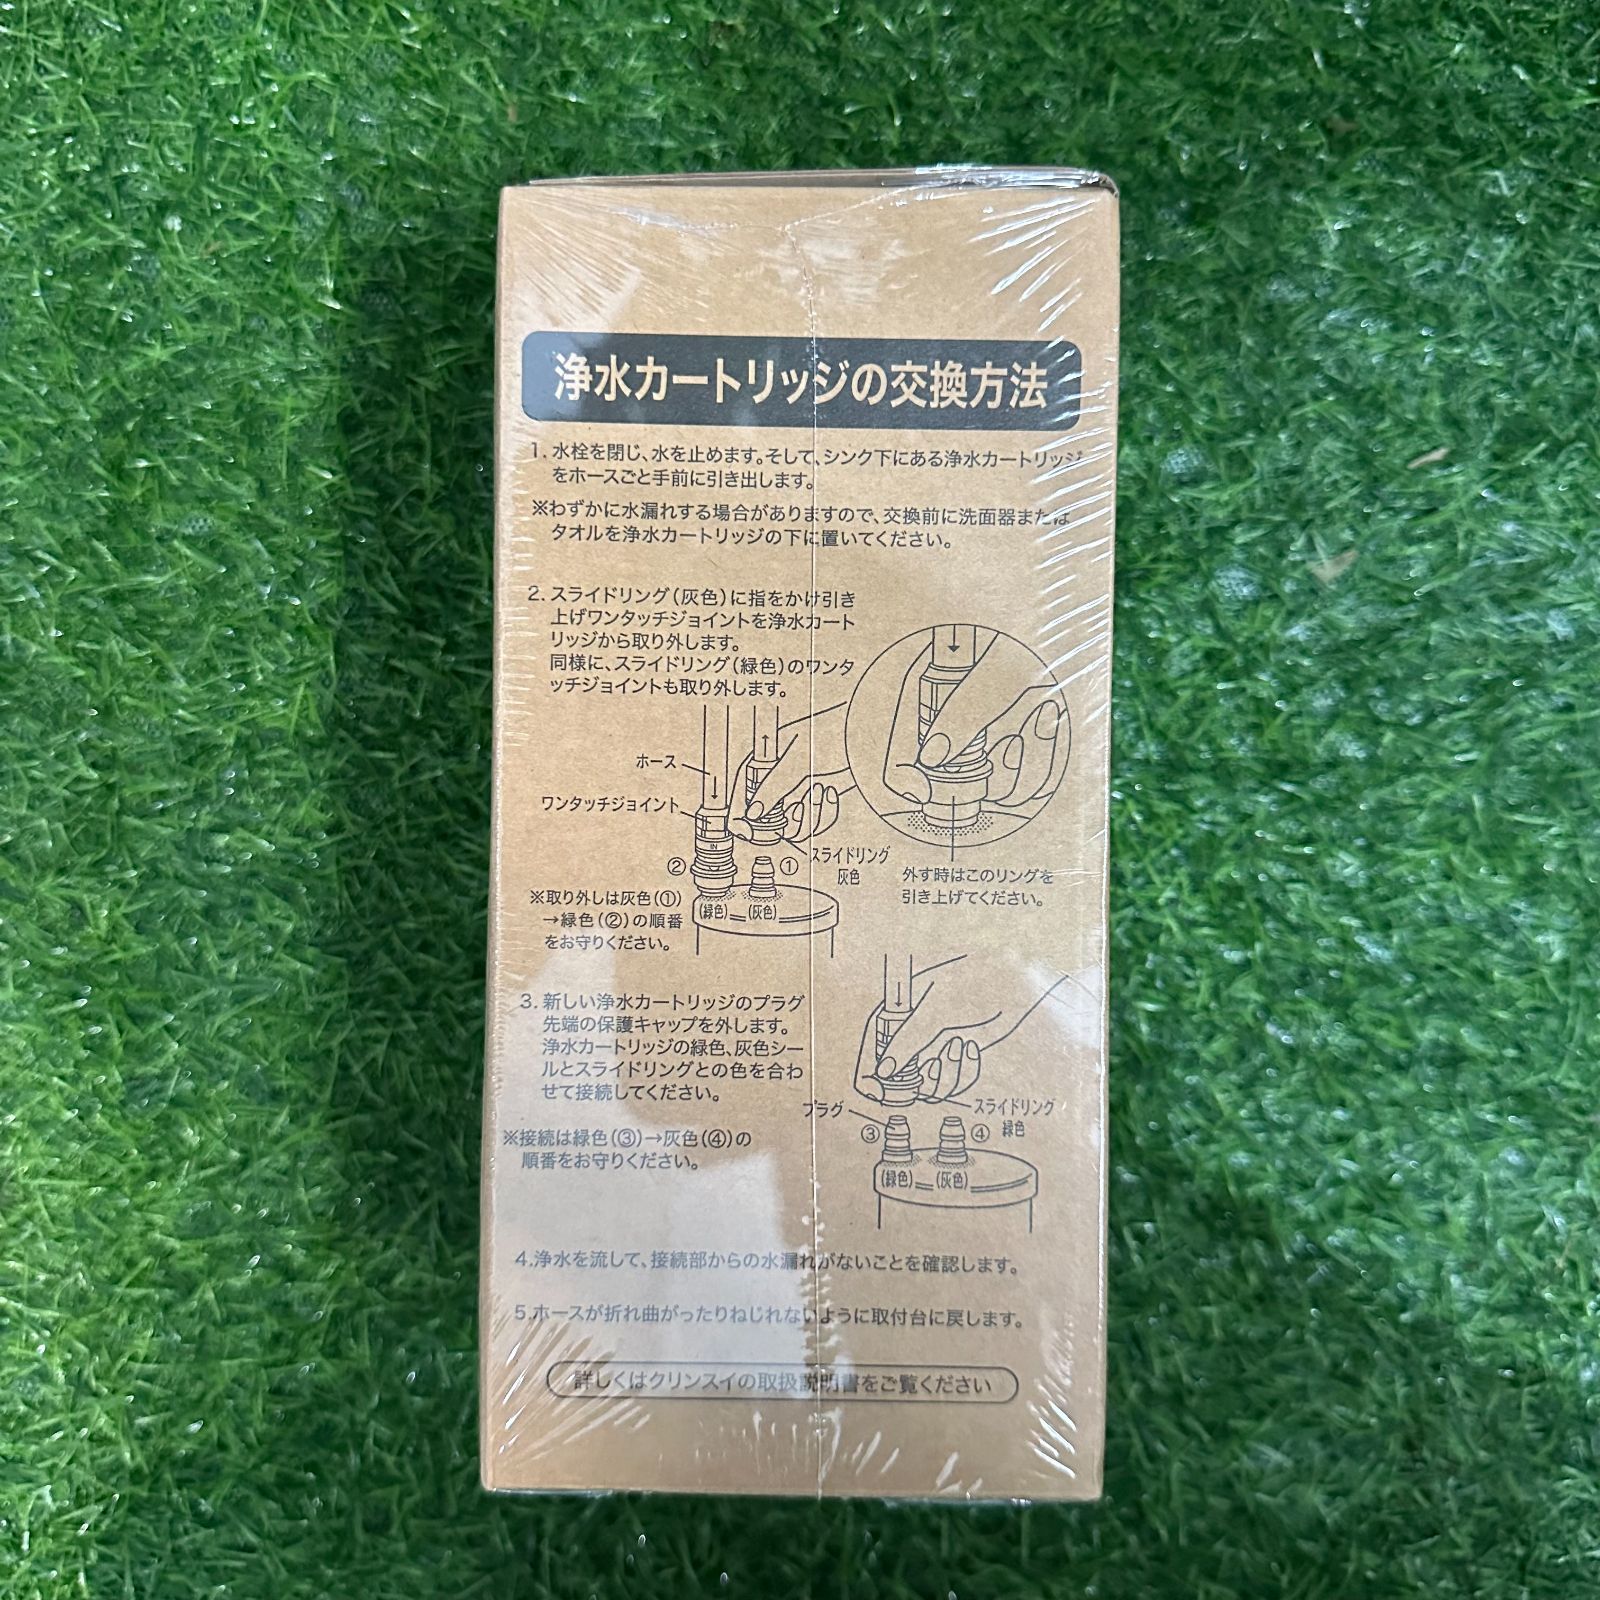 浄水カートリッジの交換方法
1. 水栓を閉じ、水を止めます。そして、シンク下にある浄水カートリッジ
をホースごと手前に引き出します。
※わずかに水漏れする場合がありますので、交換前に洗面器または
タオルを浄水カートリッジの下に置いてください。
2. スライドリング(灰色)に指をかけ引き
上げワンタッチジョイントを浄水カート
リッジから取り外します。
同様に、スライドリング(緑色)のワンタ
ッチジョイントも取り外します。
ホース
ワンタッチジョイント
IN
②
①
スライドリング
灰色
(緑色)
(灰色)
外す時はこのリングを
引き上げてください。
※取り外しは灰色(①)
→緑色(②)の順番
をお守りください。
3. 新しい浄水カートリッジのプラグ
先端の保護キャップを外します。
浄水カートリッジの緑色、灰色シー
ルとスライドリングとの色を合わ
せて接続してください。
※接続は緑色(③)→灰色(④)の
順番をお守りください。
プラグ
スライドリング
緑色
③
④
(緑色)
(灰色)
4.浄水を流して、接続部からの水漏れがないことを確認します。
5.ホースが折れ曲がったりねじれないように取付台に戻します。
詳しくはクリンスイの取扱説明書をご覧ください